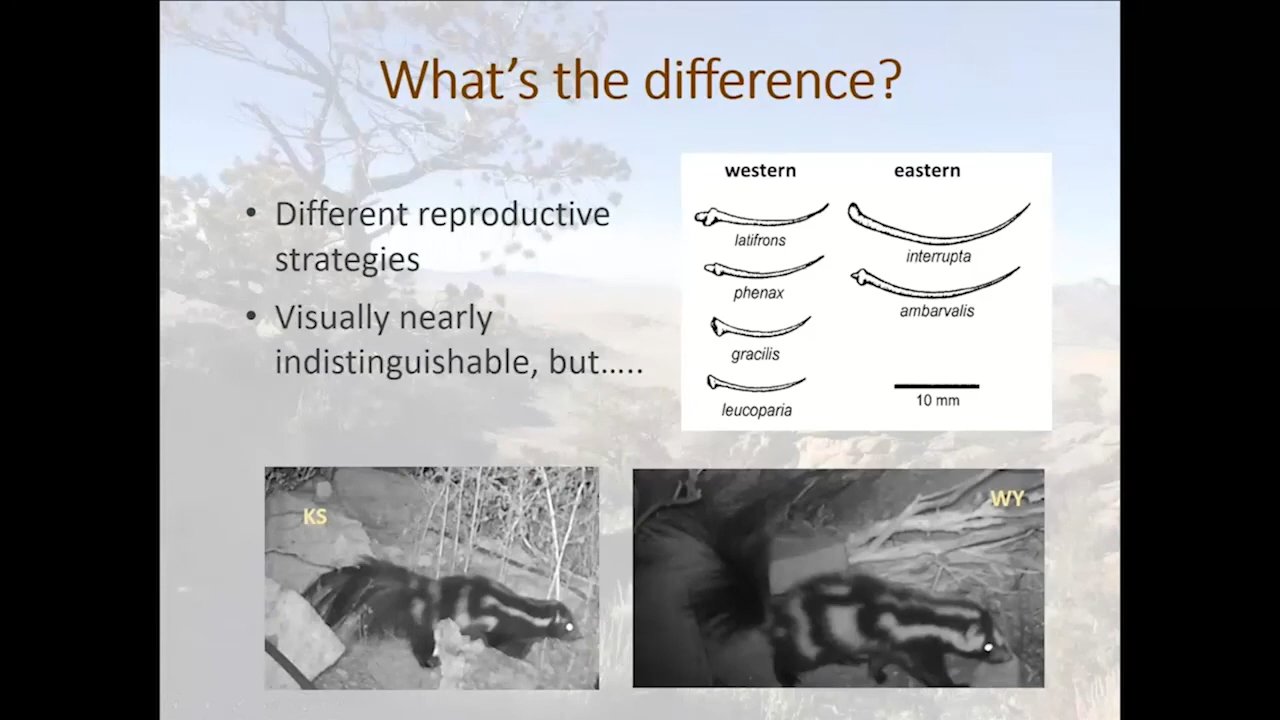 What's the difference?
• Different reproductive
strategies
• Visually nearly
indistinguishable, but…..
western
eastern
latifrons
interrupta
phenax
ambarvalis
gracilis
leucoparia
10 mm
KS
WY